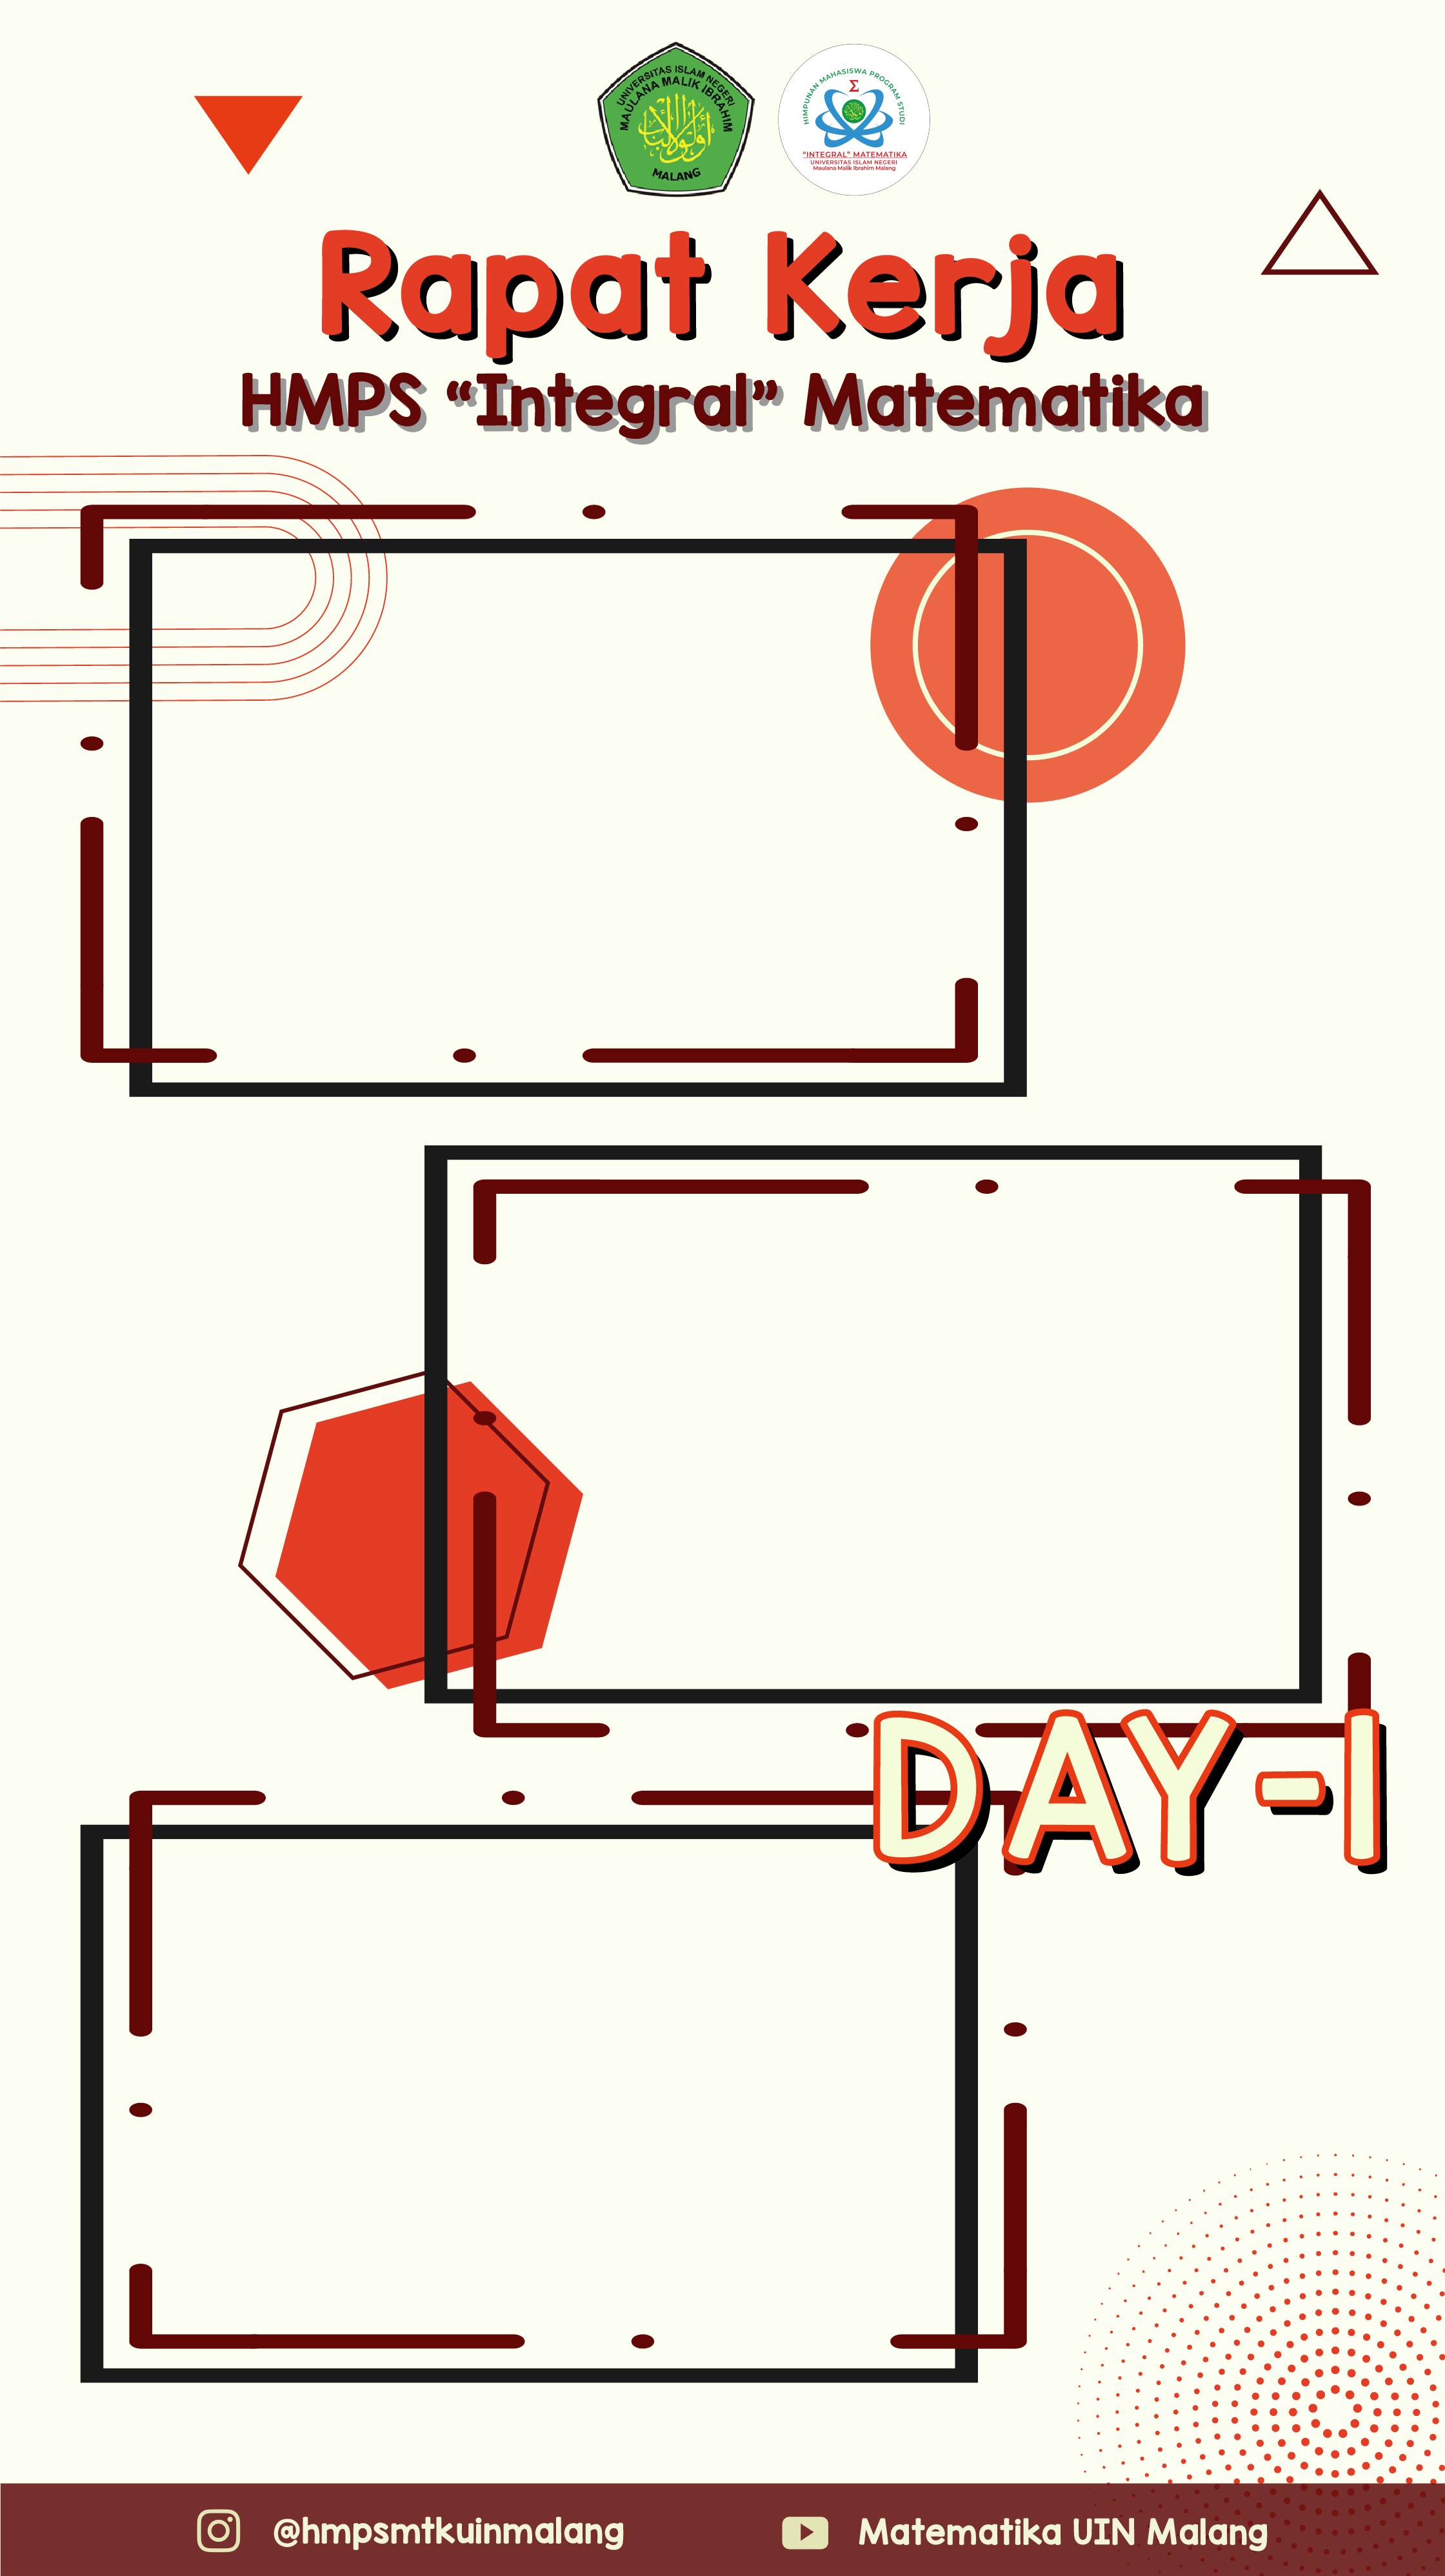 UNIVERSITAS ISLAM NEGERI
MAULANA MALIK IBRAHIM
MALANG
HIMPUNAN MAHASISWA PROGRAM STUDI
Σ
"INTEGRAL" MATEMATIKA
UNIVERSITAS ISLAM NEGERI
Maulana Malik Ibrahim Malang
Rapat Kerja
HMPS “Integral” Matematika
DAY-1
@hmpsmtkuinmalang
Matematika UIN Malang